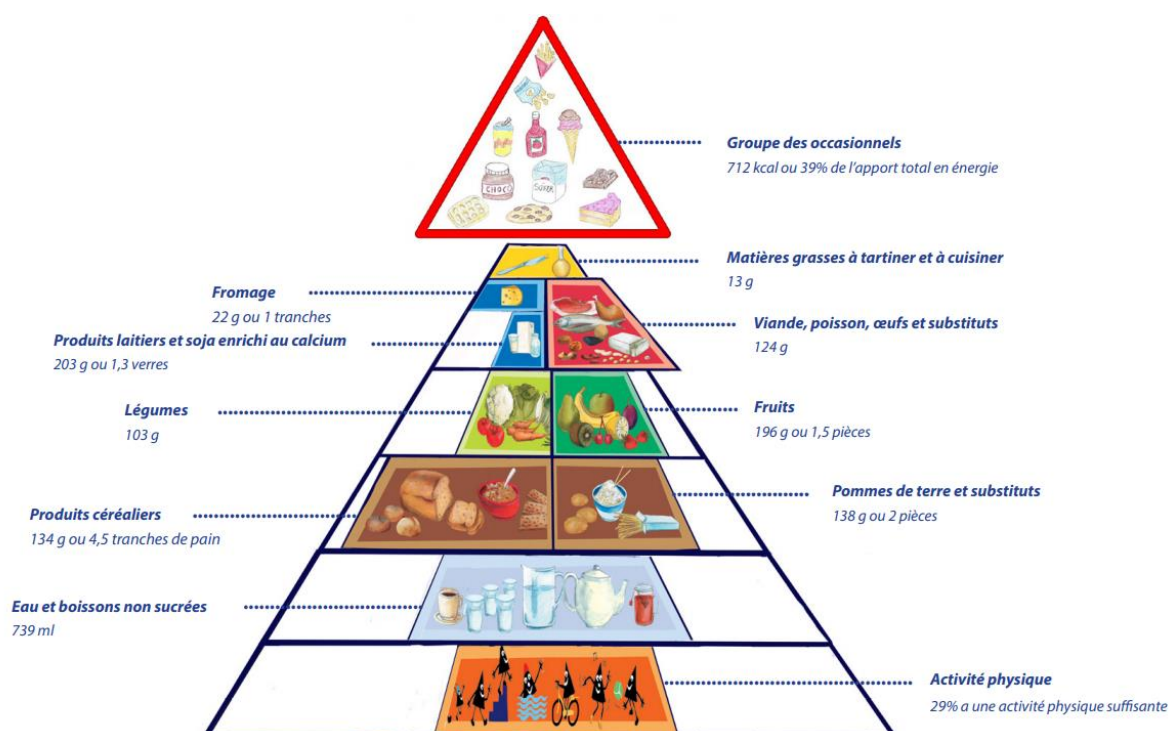 Groupe des occasionnels
712 kcal ou 39% de l'apport total en énergie
CHOCO
SUIKER
Matières grasses à tartiner et à cuisiner
13 g
Fromage
22 g ou 1 tranches
Produits laitiers et soja enrichi au calcium
203 g ou 1,3 verres
Viande, poisson, œufs et substituts
124 g
Légumes
103 g
Fruits
196 g ou 1,5 pièces
Produits céréaliers
134 g ou 4,5 tranches de pain
Pommes de terre et substituts
138 g ou 2 pièces
Eau et boissons non sucrées
739 ml
Activité physique
29% a une activité physique suffisante